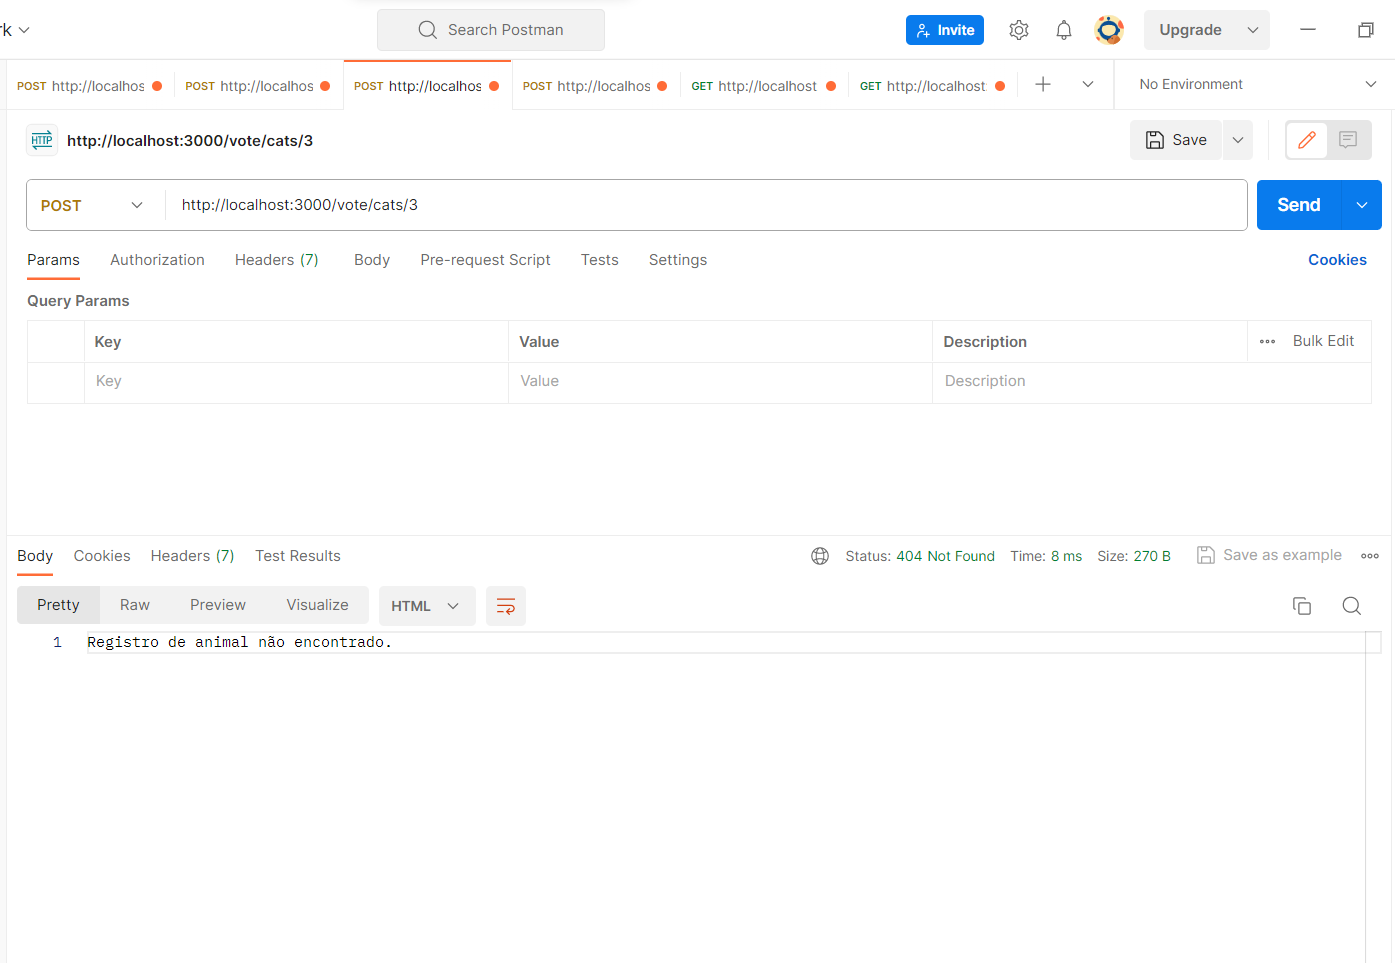 rk
Search Postman
Invite
Upgrade
POST http://localhos
POST http://localhos
POST http://localhos
POST http://localhos
GET http://localhost
GET http://localhost:
No Environment
HTTP http://localhost:3000/vote/cats/3
Save
POST http://localhost:3000/vote/cats/3
Send
Params Authorization Headers (7) Body Pre-request Script Tests Settings Cookies
Query Params
Key Value Description Bulk Edit
Key Value Description
Body Cookies Headers (7) Test Results Status: 404 Not Found Time: 8 ms Size: 270 B Save as example
Pretty Raw Preview Visualize HTML
1 Registro de animal não encontrado.